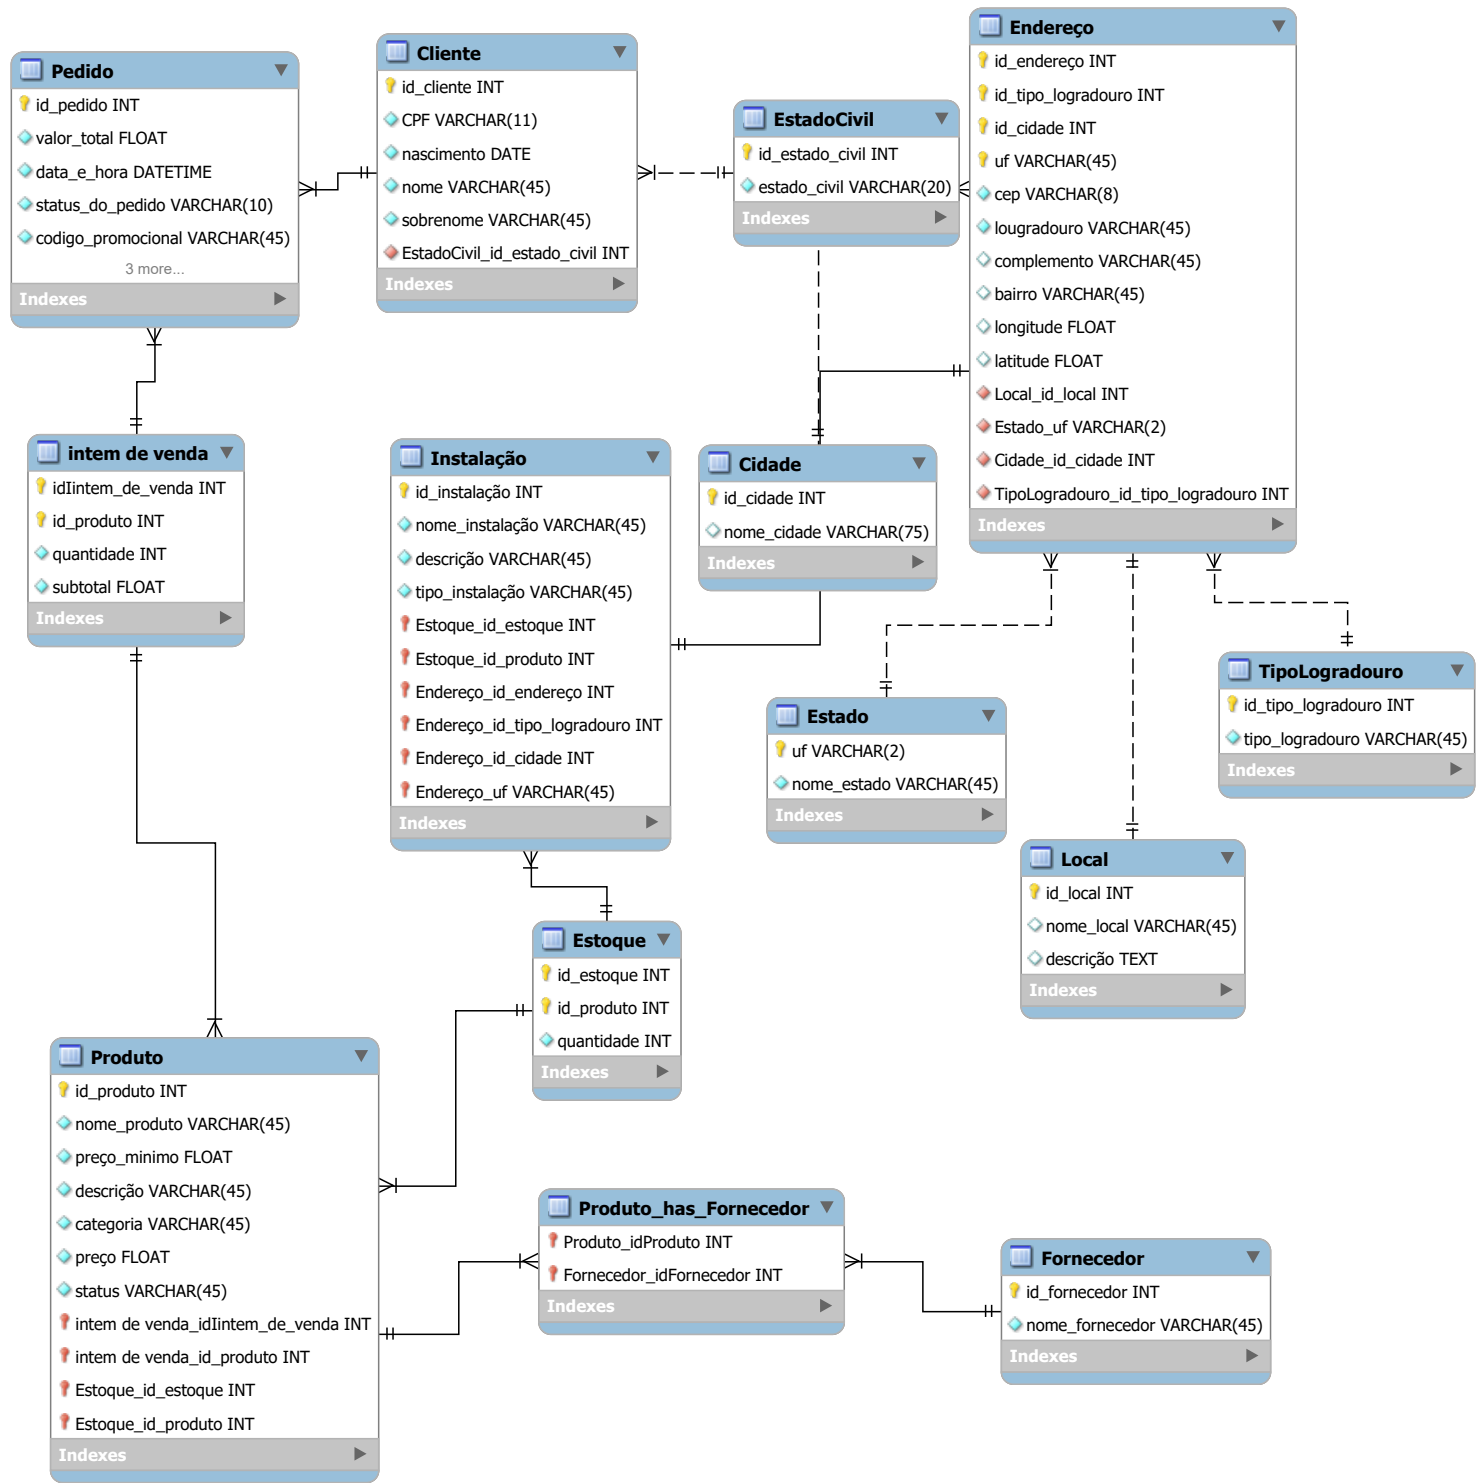 Pedido
id_pedido INT
valor_total FLOAT
data_e_hora DATETIME
status_do_pedido VARCHAR(10)
codigo_promocional VARCHAR(45)
3 more...
Indexes
Cliente
id_cliente INT
CPF VARCHAR(11)
nascimento DATE
nome VARCHAR(45)
sobrenome VARCHAR(45)
EstadoCivil_id_estado_civil INT
Indexes
EstadoCivil
id_estado_civil INT
estado_civil VARCHAR(20)
Indexes
Endereço
id_endereço INT
id_tipo_logradouro INT
id_cidade INT
uf VARCHAR(45)
cep VARCHAR(8)
lougradouro VARCHAR(45)
complemento VARCHAR(45)
bairro VARCHAR(45)
longitude FLOAT
latitude FLOAT
Local_id_local INT
Estado_uf VARCHAR(2)
Cidade_id_cidade INT
TipoLogradouro_id_tipo_logradouro INT
Indexes
intem de venda
idIintem_de_venda INT
id_produto INT
quantidade INT
subtotal FLOAT
Indexes
Instalação
id_instalação INT
nome_instalação VARCHAR(45)
descrição VARCHAR(45)
tipo_instalação VARCHAR(45)
Estoque_id_estoque INT
Estoque_id_produto INT
Endereço_id_endereço INT
Endereço_id_tipo_logradouro INT
Endereço_id_cidade INT
Endereço_uf VARCHAR(45)
Indexes
Cidade
id_cidade INT
nome_cidade VARCHAR(75)
Indexes
Estado
uf VARCHAR(2)
nome_estado VARCHAR(45)
Indexes
TipoLogradouro
id_tipo_logradouro INT
tipo_logradouro VARCHAR(45)
Indexes
Local
id_local INT
nome_local VARCHAR(45)
descrição TEXT
Indexes
Estoque
id_estoque INT
id_produto INT
quantidade INT
Indexes
Produto
id_produto INT
nome_produto VARCHAR(45)
preço_minimo FLOAT
descrição VARCHAR(45)
categoria VARCHAR(45)
preço FLOAT
status VARCHAR(45)
intem de venda_idIintem_de_venda INT
intem de venda_id_produto INT
Estoque_id_estoque INT
Estoque_id_produto INT
Indexes
Produto_has_Fornecedor
Produto_idProduto INT
Fornecedor_idFornecedor INT
Indexes
Fornecedor
id_fornecedor INT
nome_fornecedor VARCHAR(45)
Indexes